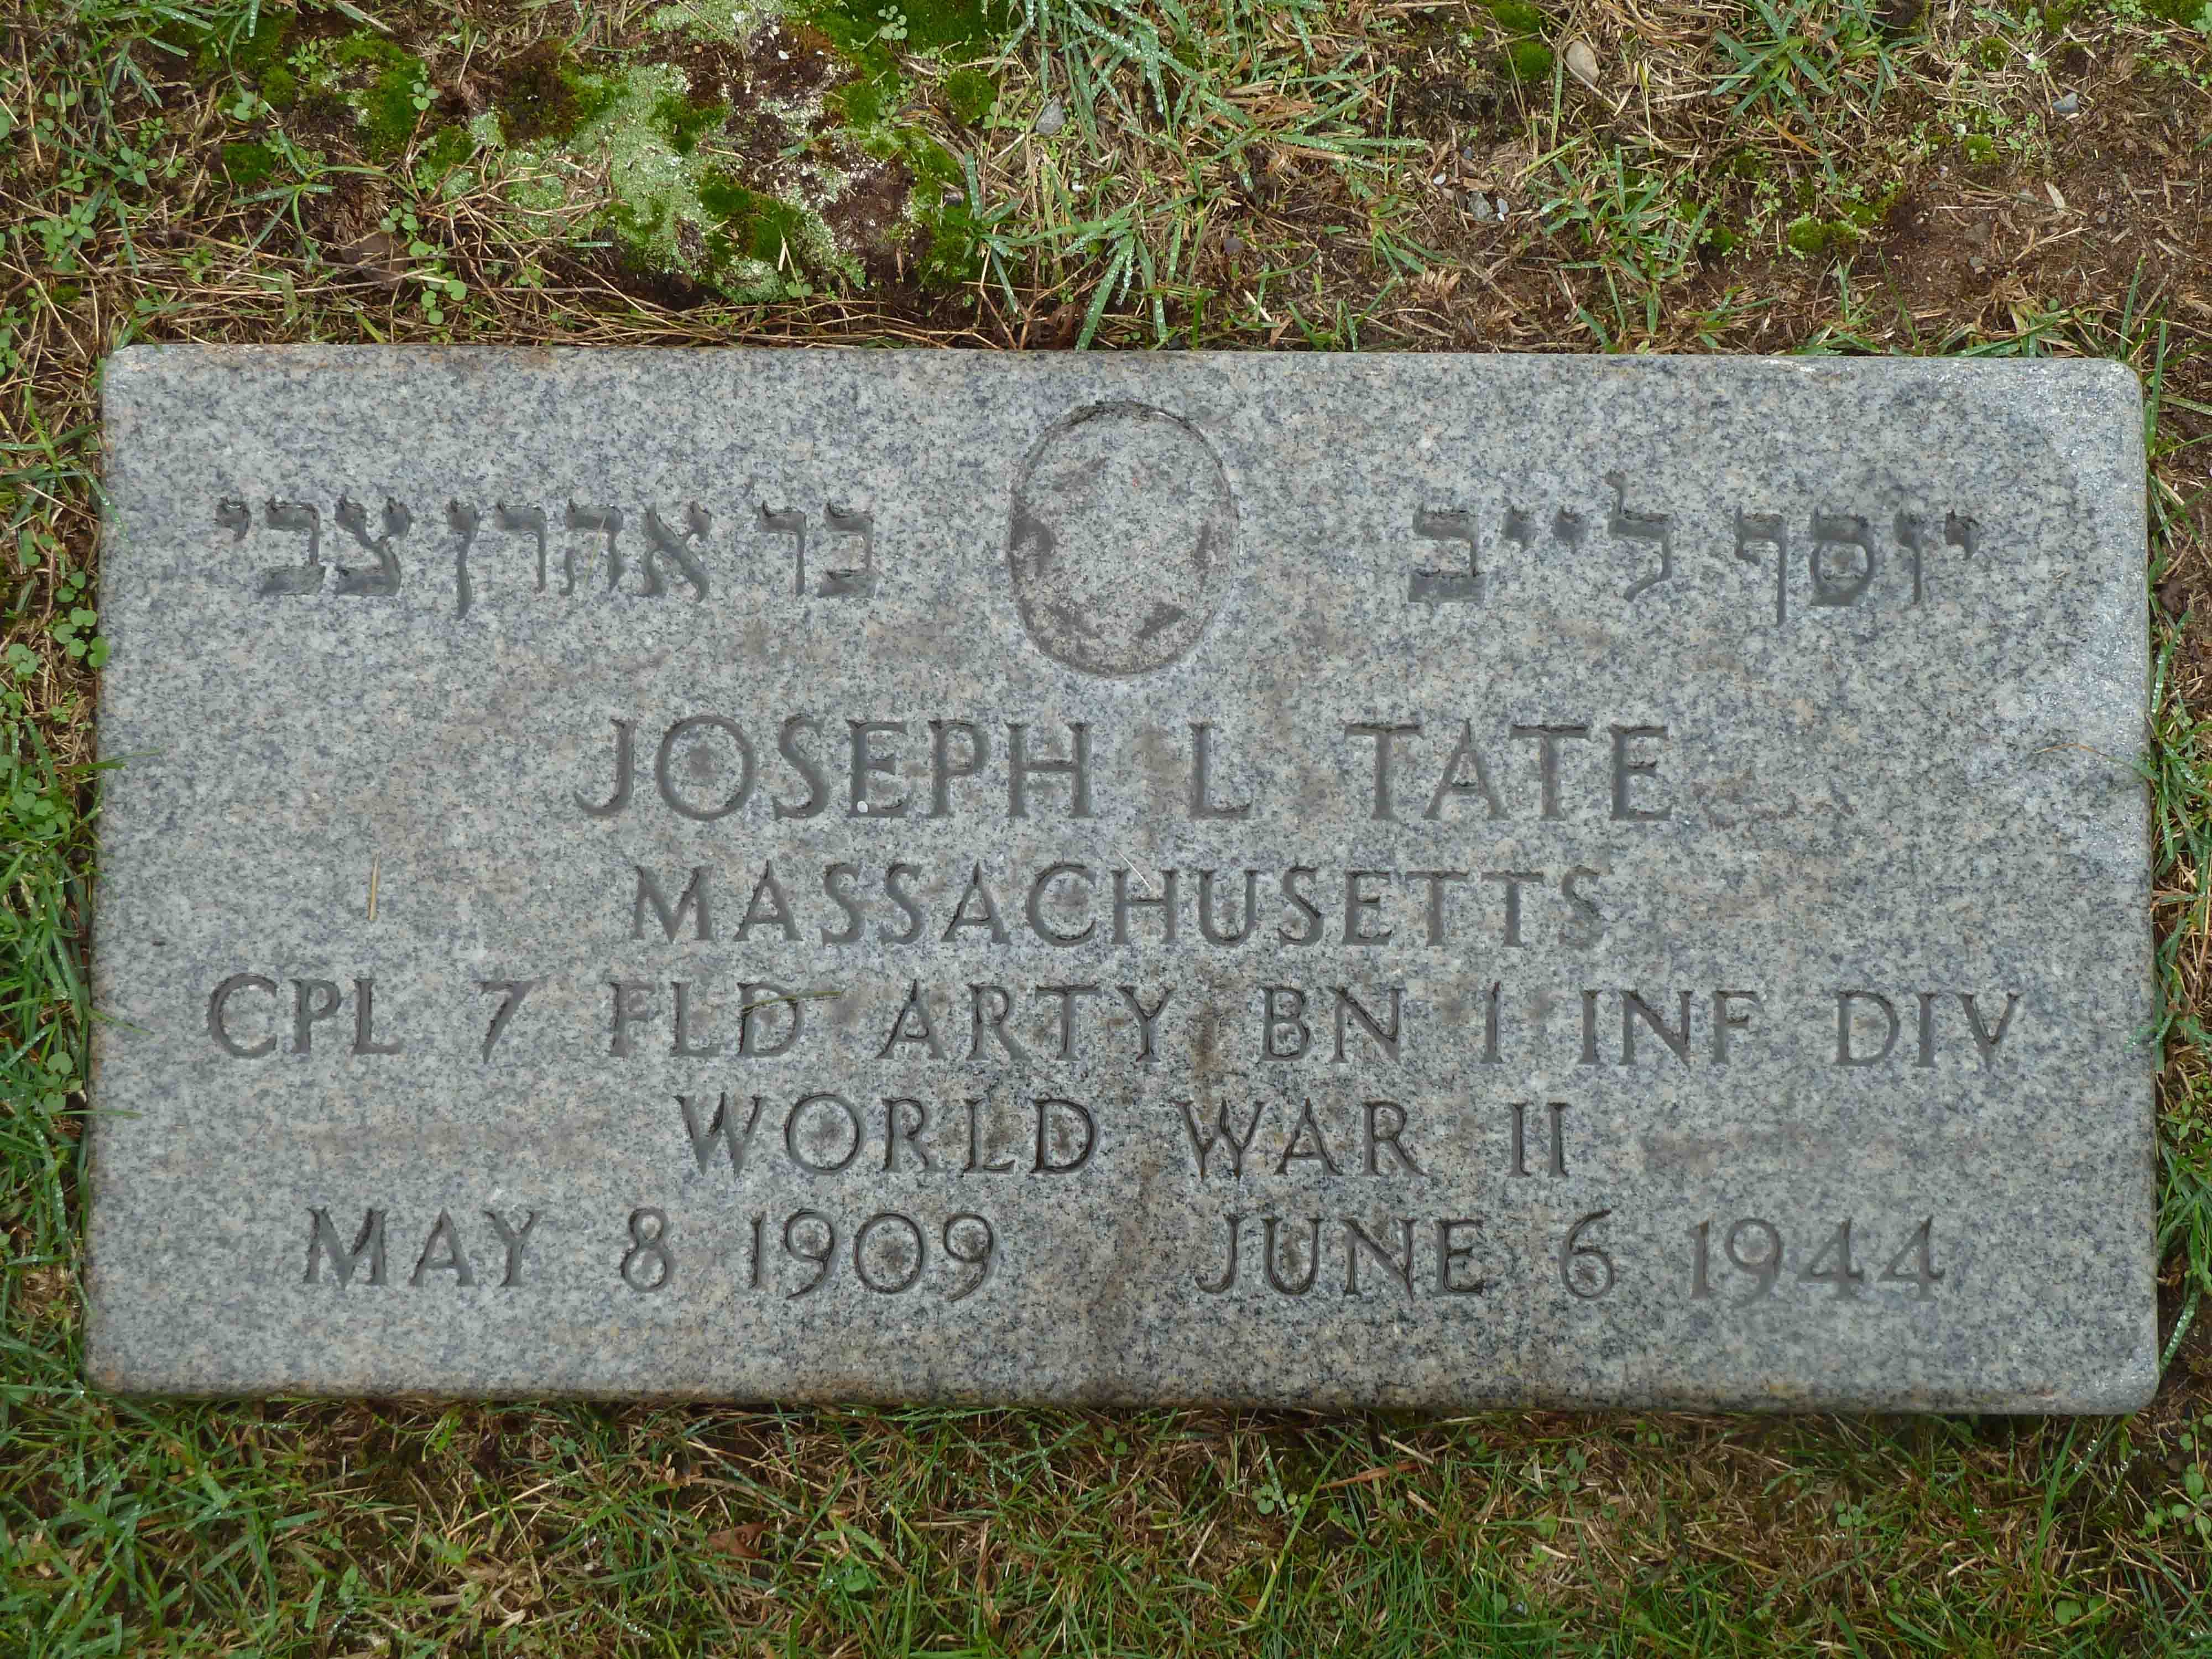 יוסף לייב בר אהרן צבי
JOSEPH L TATE
MASSACHUSETTS
CPL 7 FLD ARTY BN 1 INF DIV
WORLD WAR II
MAY 8 1909 JUNE 6 1944